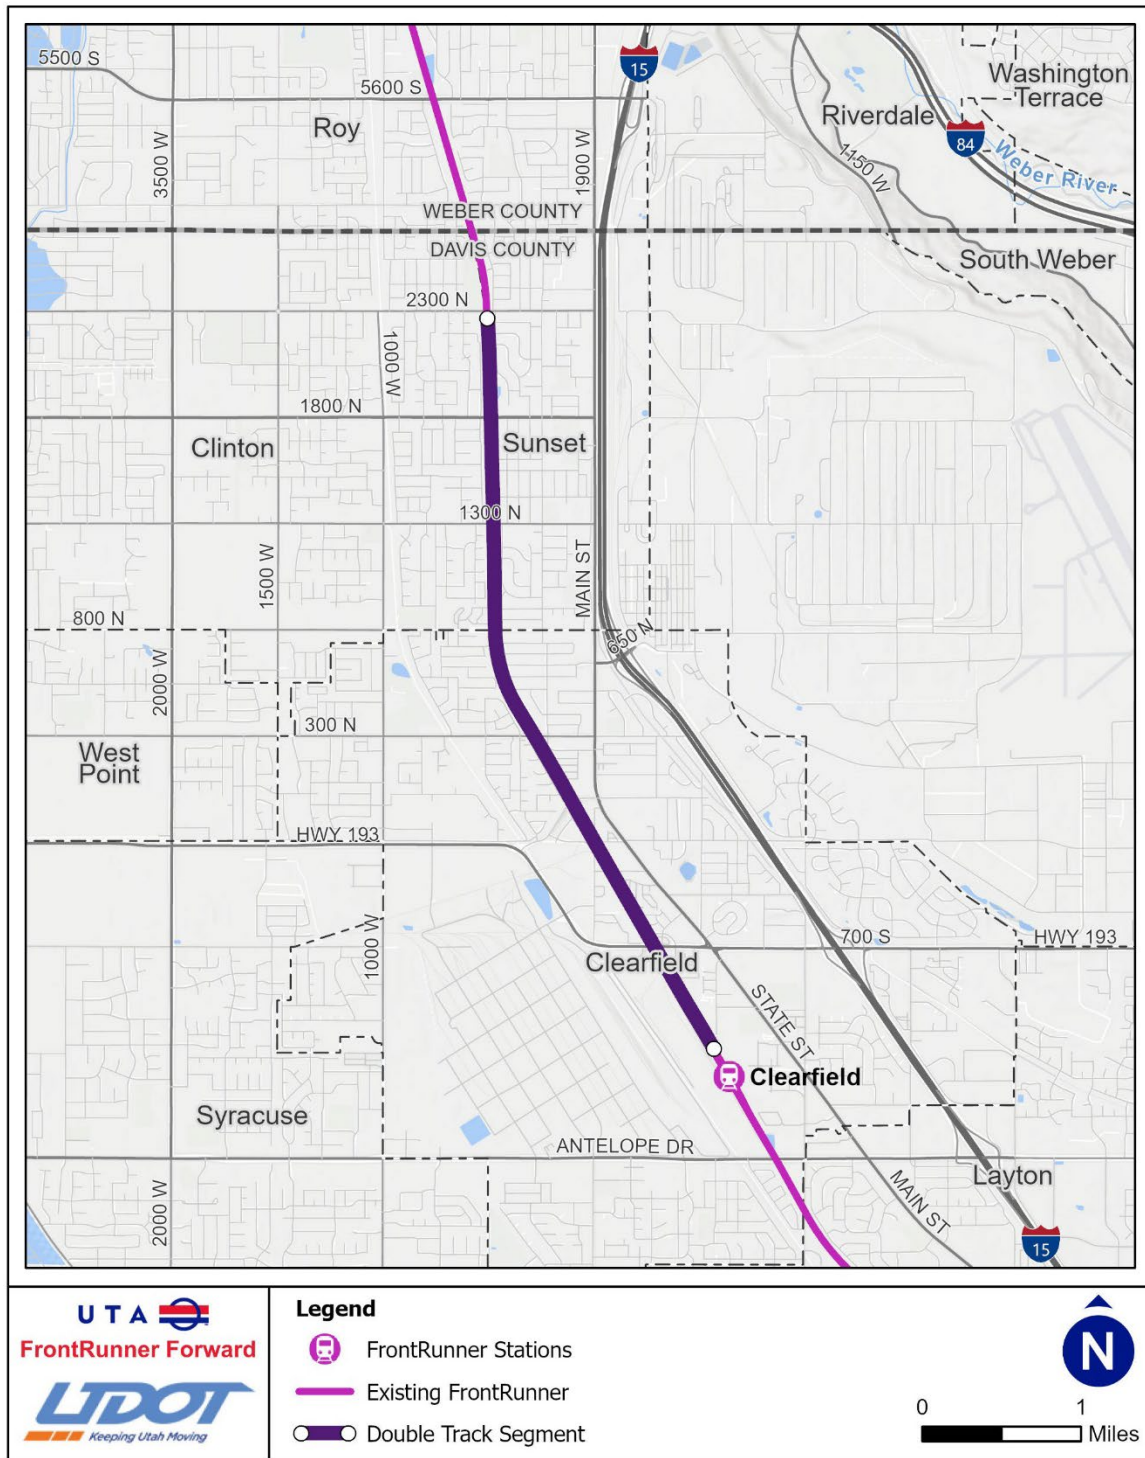 5500 S
5600 S
15
Washington
Terrace
Riverdale
84
Roy
3500 W
1900 W
1150 W
Weber River
WEBER COUNTY
DAVIS COUNTY
South Weber
2300 N
1000 W
1800 N
Clinton
Sunset
1300 N
1500 W
MAIN ST
800 N
650 N
2000 W
300 N
West
Point
HWY 193
1000 W
700 S
HWY 193
Clearfield
STATE ST
Clearfield
Syracuse
ANTELOPE DR
MAIN ST
Layton
2000 W
15
UTA
FrontRunner Forward
UDOT
Keeping Utah Moving
Legend
FrontRunner Stations
Existing FrontRunner
Double Track Segment
N
0 1
Miles